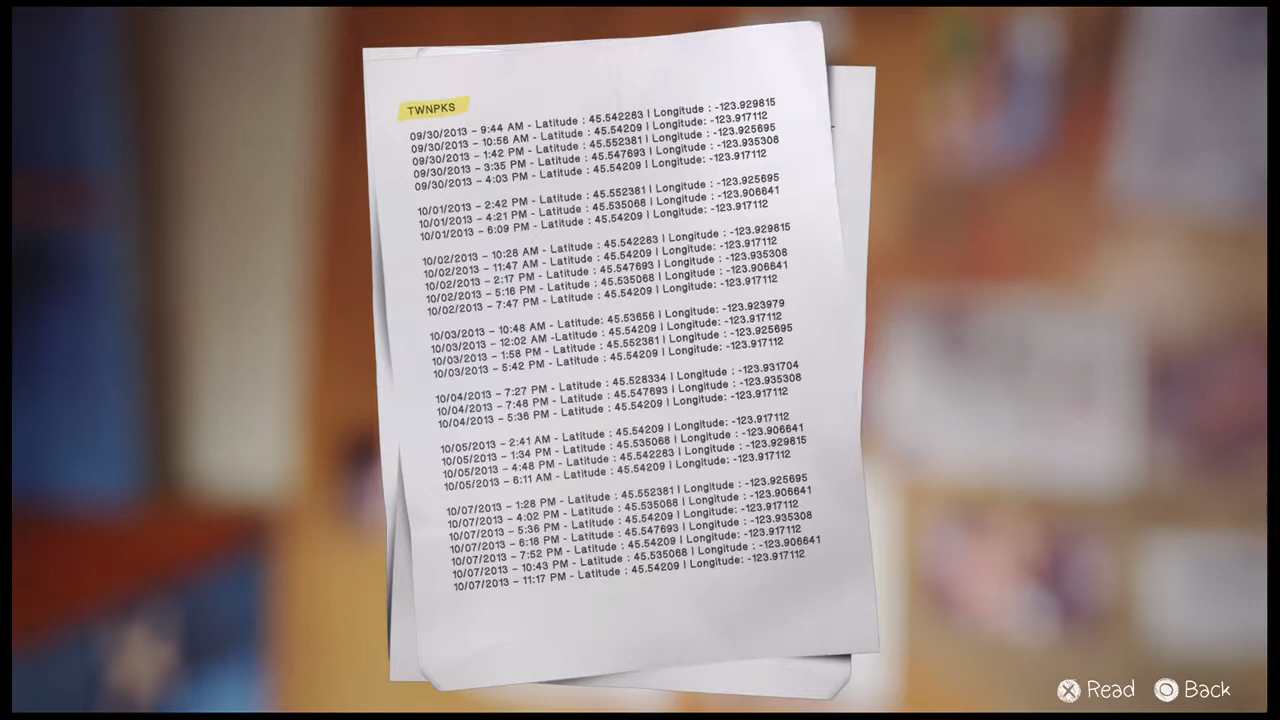 TWNPKS
09/30/2013 – 9:44 AM - Latitude : 45.542283 | Longitude : -123.929815
09/30/2013 – 10:56 AM - Latitude : 45.54209 | Longitude: -123.917112
09/30/2013 – 1:42 PM - Latitude : 45.552381 | Longitude : -123.925695
09/30/2013 – 3:35 PM - Latitude : 45.547693 | Longitude : -123.935308
09/30/2013 – 4:03 PM - Latitude : 45.54209 | Longitude: -123.917112
10/01/2013 – 2:42 PM - Latitude : 45.552381 | Longitude : -123.925695
10/01/2013 – 4:21 PM - Latitude : 45.535068 | Longitude : -123.906641
10/01/2013 – 6:09 PM - Latitude : 45.54209 | Longitude: -123.917112
10/02/2013 – 10:28 AM - Latitude : 45.542283 | Longitude : -123.929815
10/02/2013 – 11:47 AM - Latitude : 45.54209 | Longitude: -123.917112
10/02/2013 – 2:17 PM - Latitude : 45.547693 | Longitude : -123.935308
10/02/2013 – 5:16 PM - Latitude : 45.535068 | Longitude : -123.906641
10/02/2013 – 7:47 PM - Latitude : 45.54209 | Longitude: -123.917112
10/03/2013 – 10:48 AM - Latitude: 45.53656 | Longitude: -123.923979
10/03/2013 – 12:02 AM -Latitude : 45.54209 | Longitude: -123.917112
10/03/2013 – 1:58 PM - Latitude : 45.552381 | Longitude : -123.925695
10/03/2013 – 5:42 PM - Latitude : 45.54209 | Longitude: -123.917112
10/04/2013 – 7:27 PM - Latitude : 45.528334 | Longitude : -123.931704
10/04/2013 – 7:48 PM - Latitude : 45.547693 | Longitude : -123.935308
10/04/2013 – 5:36 PM - Latitude : 45.54209 | Longitude: -123.917112
10/05/2013 – 2:41 AM - Latitude : 45.54209 | Longitude: -123.917112
10/05/2013 – 1:34 PM - Latitude : 45.535068 | Longitude : -123.906641
10/05/2013 – 4:48 PM - Latitude : 45.542283 | Longitude : -123.929815
10/05/2013 – 6:11 AM - Latitude : 45.54209 | Longitude: -123.917112
10/07/2013 – 1:28 PM - Latitude : 45.552381 | Longitude : -123.925695
10/07/2013 – 4:02 PM - Latitude : 45.535068 | Longitude : -123.906641
10/07/2013 – 5:36 PM - Latitude : 45.54209 | Longitude: -123.917112
10/07/2013 – 6:18 PM - Latitude : 45.547693 | Longitude : -123.935308
10/07/2013 – 7:52 PM - Latitude : 45.54209 | Longitude: -123.917112
10/07/2013 – 10:43 PM - Latitude : 45.535068 | Longitude : -123.906641
10/07/2013 – 11:17 PM - Latitude : 45.54209 | Longitude: -123.917112
Read
Back